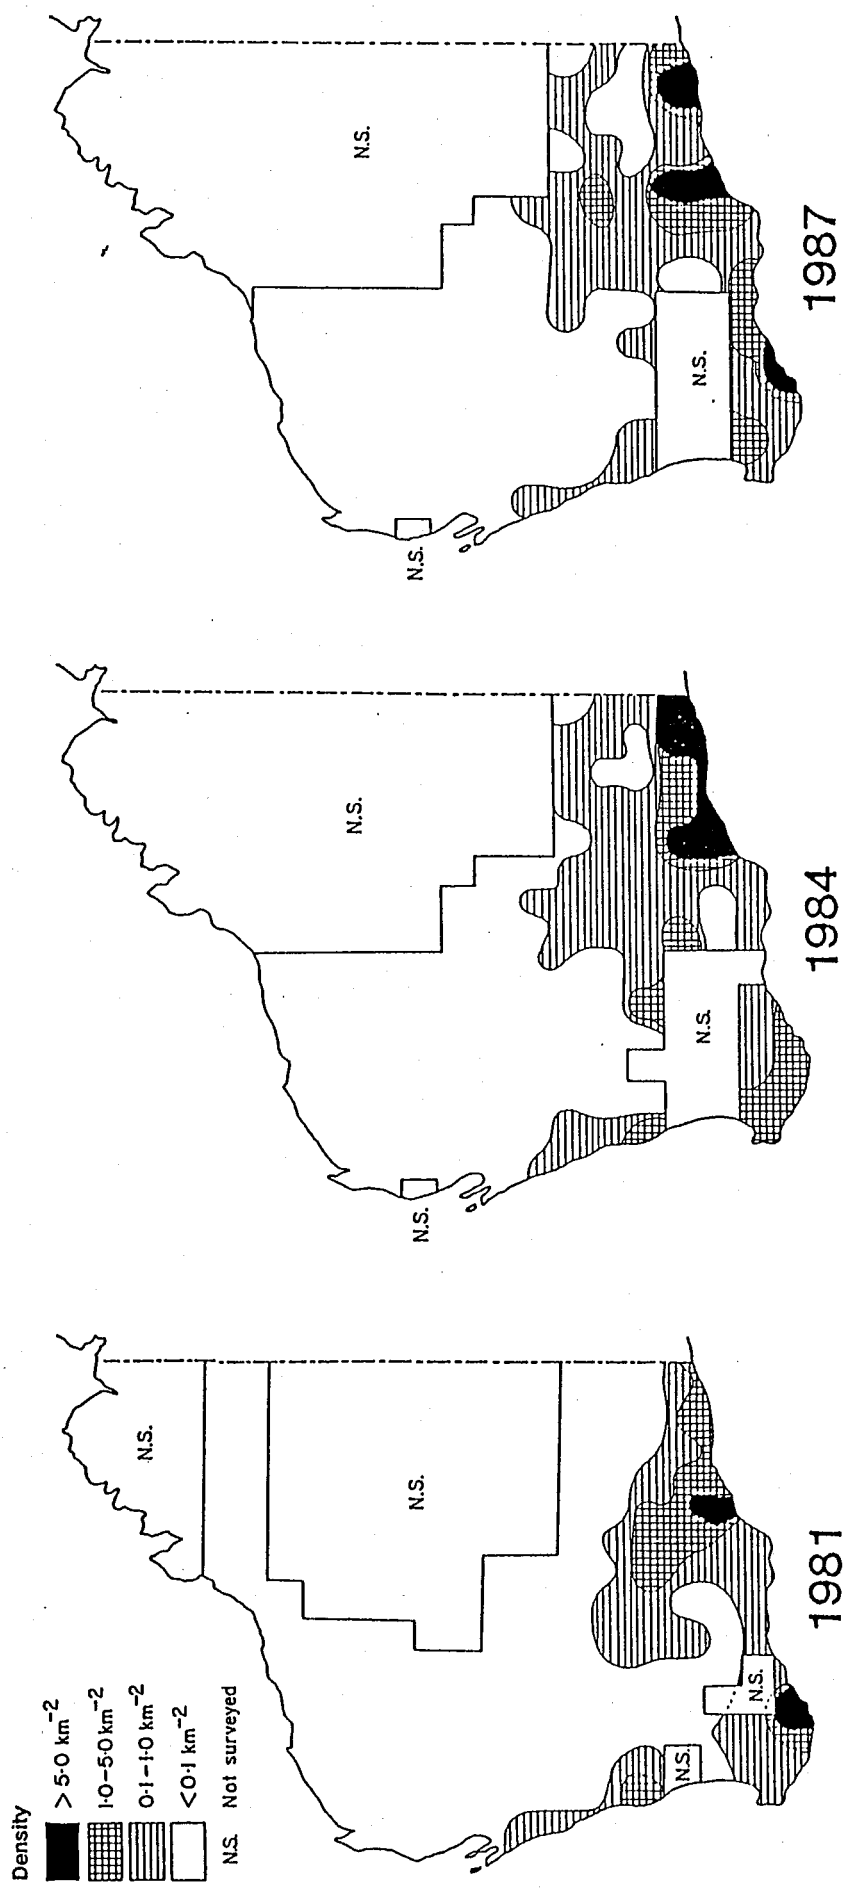 Density
> 5·0 km⁻²
1·0–5·0 km⁻²
0·1–1·0 km⁻²
< 0·1 km⁻²
N.S. Not surveyed
N.S.
N.S.
N.S.
N.S.
1981
N.S.
N.S.
N.S.
1984
N.S.
N.S.
N.S.
1987